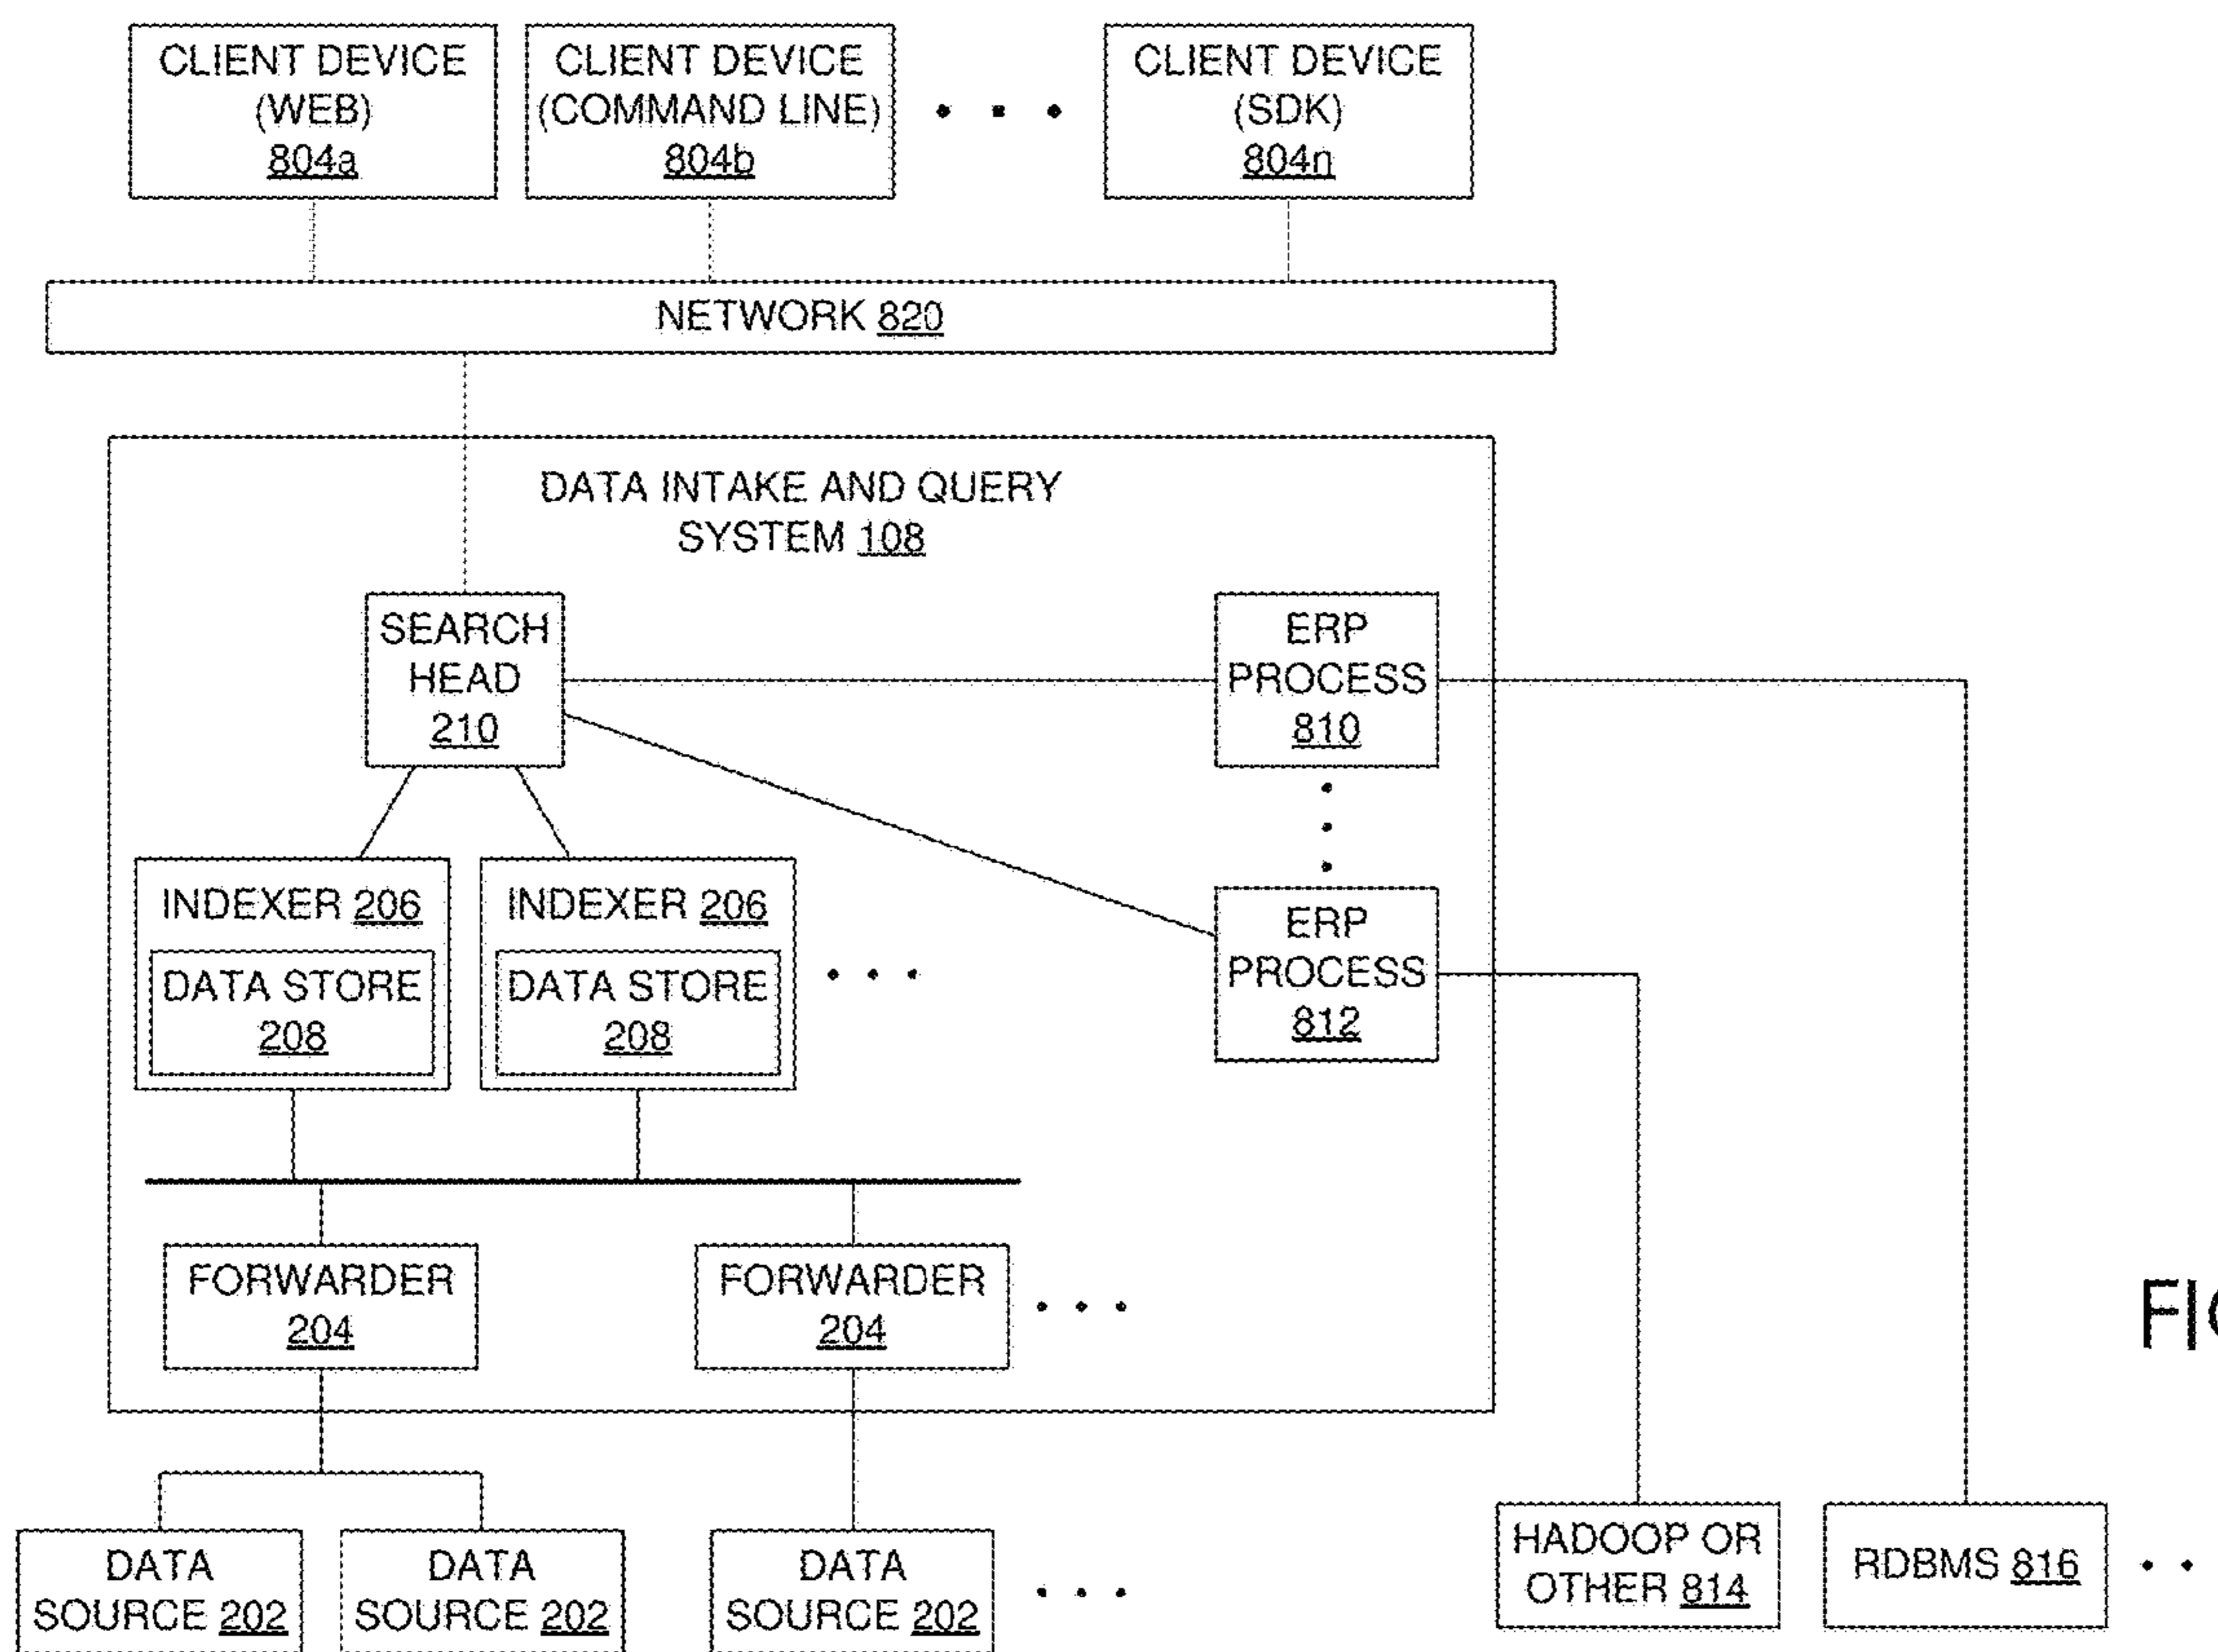 CLIENT DEVICE
(WEB)
804a
CLIENT DEVICE
(COMMAND LINE)
804b
CLIENT DEVICE
(SDK)
804n
NETWORK 820
DATA INTAKE AND QUERY
SYSTEM 108
SEARCH
HEAD
210
ERP
PROCESS
810
INDEXER 206
DATA STORE
208
INDEXER 206
DATA STORE
208
ERP
PROCESS
812
FORWARDER
204
FORWARDER
204
DATA
SOURCE 202
DATA
SOURCE 202
DATA
SOURCE 202
HADOOP OR
OTHER 814
RDBMS 816